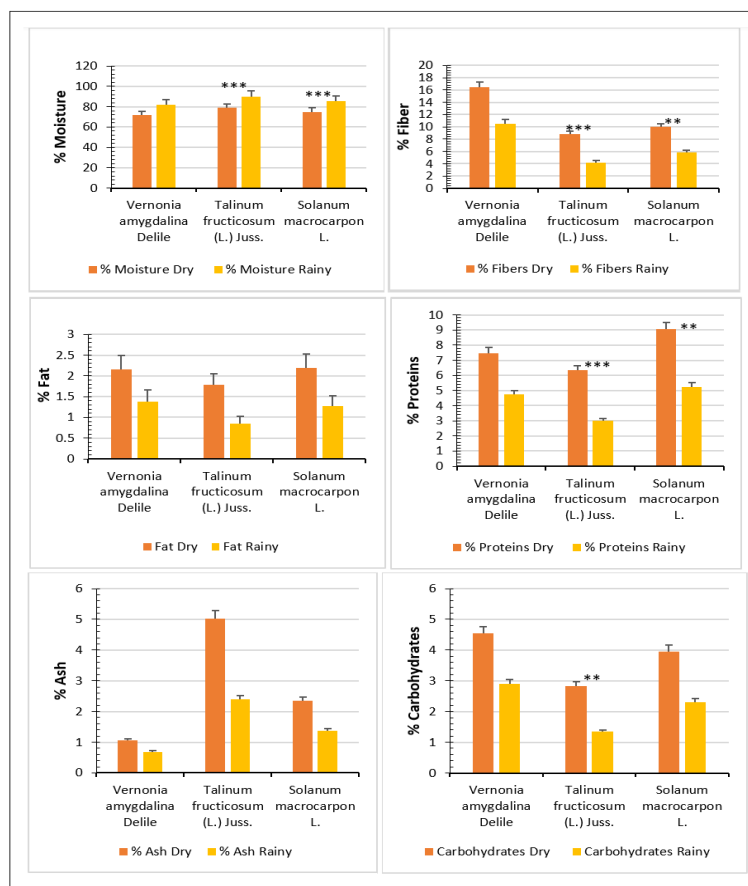 % Moisture
120
100
80
60
40
20
0
***
***
Vernonia amygdalina Delile
Talinum fructicosum (L.) Juss.
Solanum macrocarpon L.
% Moisture Dry
% Moisture Rainy
% Fiber
20
18
16
14
12
10
8
6
4
2
0
***
**
Vernonia amygdalina Delile
Talinum fructicosum (L.) Juss.
Solanum macrocarpon L.
% Fibers Dry
% Fibers Rainy
% Fat
3
2.5
2
1.5
1
0.5
0
Vernonia amygdalina Delile
Talinum fructicosum (L.) Juss.
Solanum macrocarpon L.
Fat Dry
Fat Rainy
% Proteins
10
9
8
7
6
5
4
3
2
1
0
***
**
Vernonia amygdalina Delile
Talinum fructicosum (L.) Juss.
Solanum macrocarpon L.
% Proteins Dry
% Proteins Rainy
% Ash
6
5
4
3
2
1
0
Vernonia amygdalina Delile
Talinum fructicosum (L.) Juss.
Solanum macrocarpon L.
% Ash Dry
% Ash Rainy
% Carbohydrates
6
5
4
3
2
1
0
**
Vernonia amygdalina Delile
Talinum fructicosum (L.) Juss.
Solanum macrocarpon L.
Carbohydrates Dry
Carbohydrates Rainy